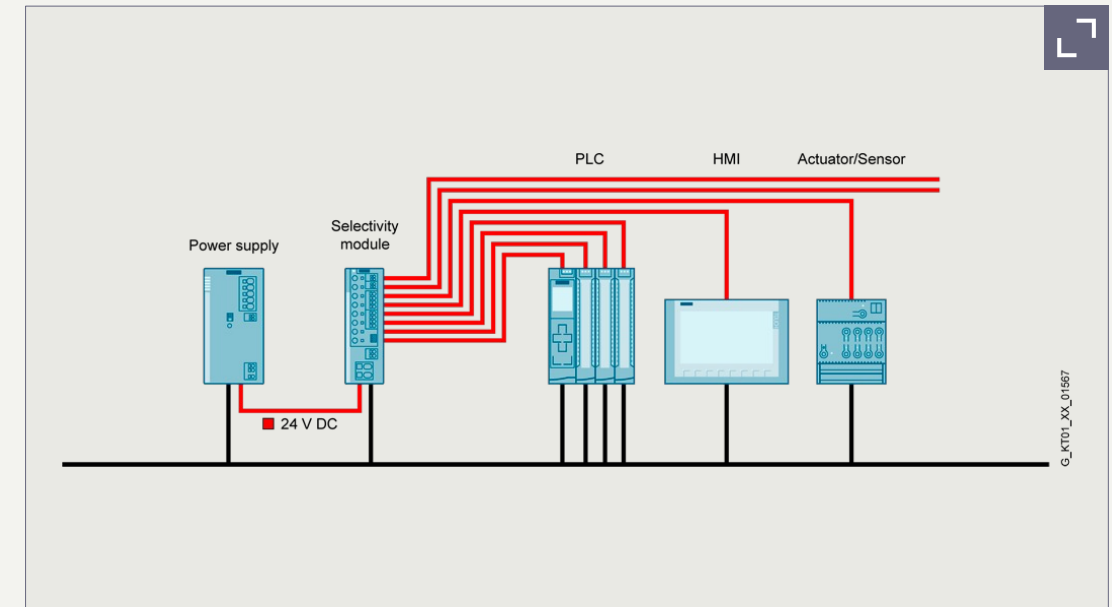 PLC
HMI
Actuator/Sensor
Selectivity
module
Power supply
24 V DC
G_KT01_XX_01567